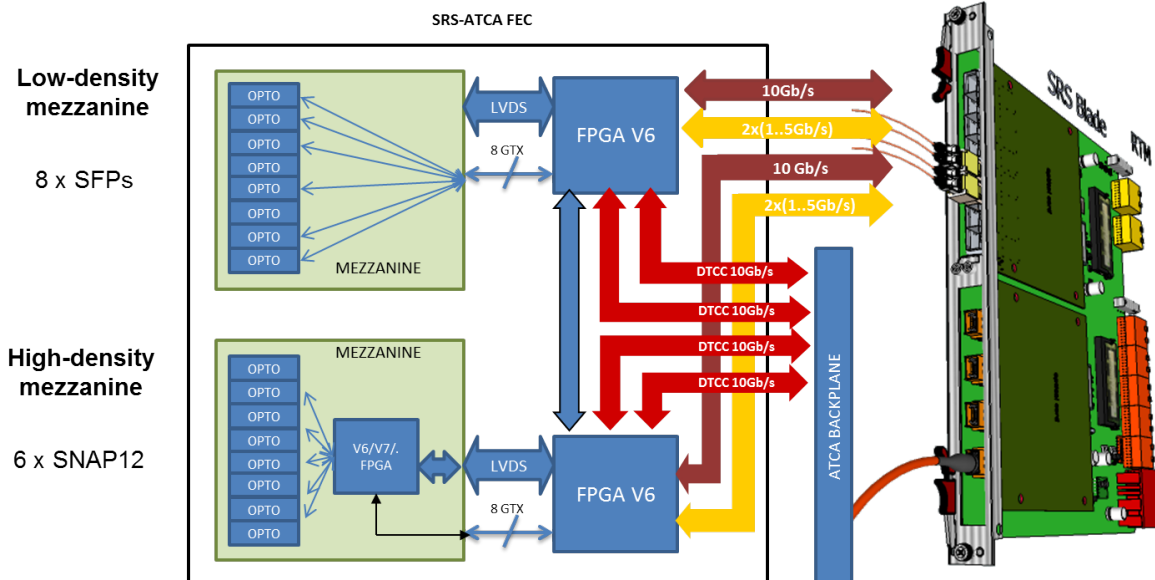 SRS-ATCA FEC
Low-density
mezzanine
8 x SFPs
OPTO
OPTO
OPTO
OPTO
OPTO
OPTO
OPTO
OPTO
MEZZANINE
LVDS
8 GTX
FPGA V6
10Gb/s
2x(1..5Gb/s)
10 Gb/s
2x(1..5Gb/s)
DTCC 10Gb/s
DTCC 10Gb/s
DTCC 10Gb/s
DTCC 10Gb/s
ATCA BACKPLANE
High-density
mezzanine
6 x SNAP12
MEZZANINE
OPTO
OPTO
OPTO
OPTO
OPTO
OPTO
OPTO
OPTO
V6/V7/.
FPGA
LVDS
8 GTX
FPGA V6
SRS Blade
RTM